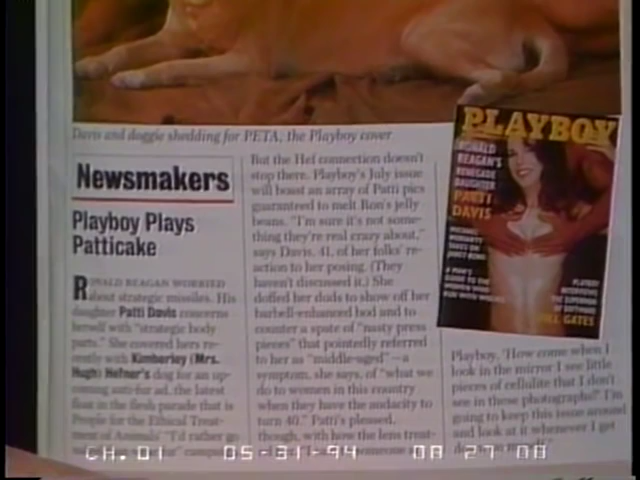 Davis and doggie shedding for PETA, the Playboy cover
Newsmakers
Playboy Plays
Patticake
RONALD REAGAN WORRIED
about strategic missiles. His
daughter Patti Davis concerns
herself with "strategic body
parts." She covered hers re-
cently with Kimberley (Mrs.
Hugh) Hefner's dog for an up-
coming anti-fur ad, the latest
float in the flesh parade that is
People for the Ethical Treat-
ment of Animals' "I'd rather go
But the Hef connection doesn't
stop there. Playboy's July issue
will boast an array of Patti pics
guaranteed to melt Ron's jelly
beans. "I'm sure it's not some-
thing they're real crazy about,"
says Davis, 41, of her folks' re-
action to her posing. (They
haven't discussed it.) She
doffed her duds to show off her
barbell-enhanced bod and to
counter a spate of "nasty press
pieces" that pointedly referred
to her as "middle-aged"—a
symptom, she says, of "what we
do to women in this country
when they have the audacity to
turn 40." Patti's pleased,
though, with how the lens treat-
PLAYBOY
RONALD
REAGAN'S
RENEGADE
DAUGHTER
PATTI
DAVIS
BILL GATES
Playboy. "How come when I
look in the mirror I see little
pieces of cellulite that I don't
see in these photographs? I'm
going to keep this issue around
and look at it whenever I get
CH.01 05-31-94 08 27 00